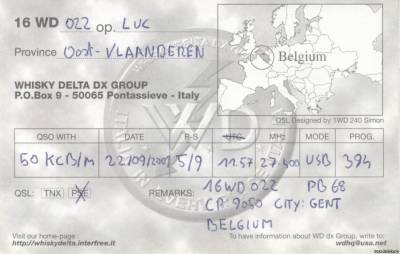 16 WD 022 op. LUC
Province Oost-VLAANDEREN
Belgium
WHISKY DELTA DX GROUP
P.O.Box 9 - 50065 Pontassieve - Italy
QSL Designed by 1WD 240 Simon
QSO WITH DATE R-S UTC MHz MODE PROG.
50 KCB/M 22/09/2001 5/9 11.57 27.400 USB 394
QSL: TNX PSE REMARKS: 16WD022 PB 68
CP: 9050 CITY: GENT
BELGIUM
Visit our home-page
http://whiskydelta.interfree.it
To have information about WD dx Group, write to:
wdhq@usa.net